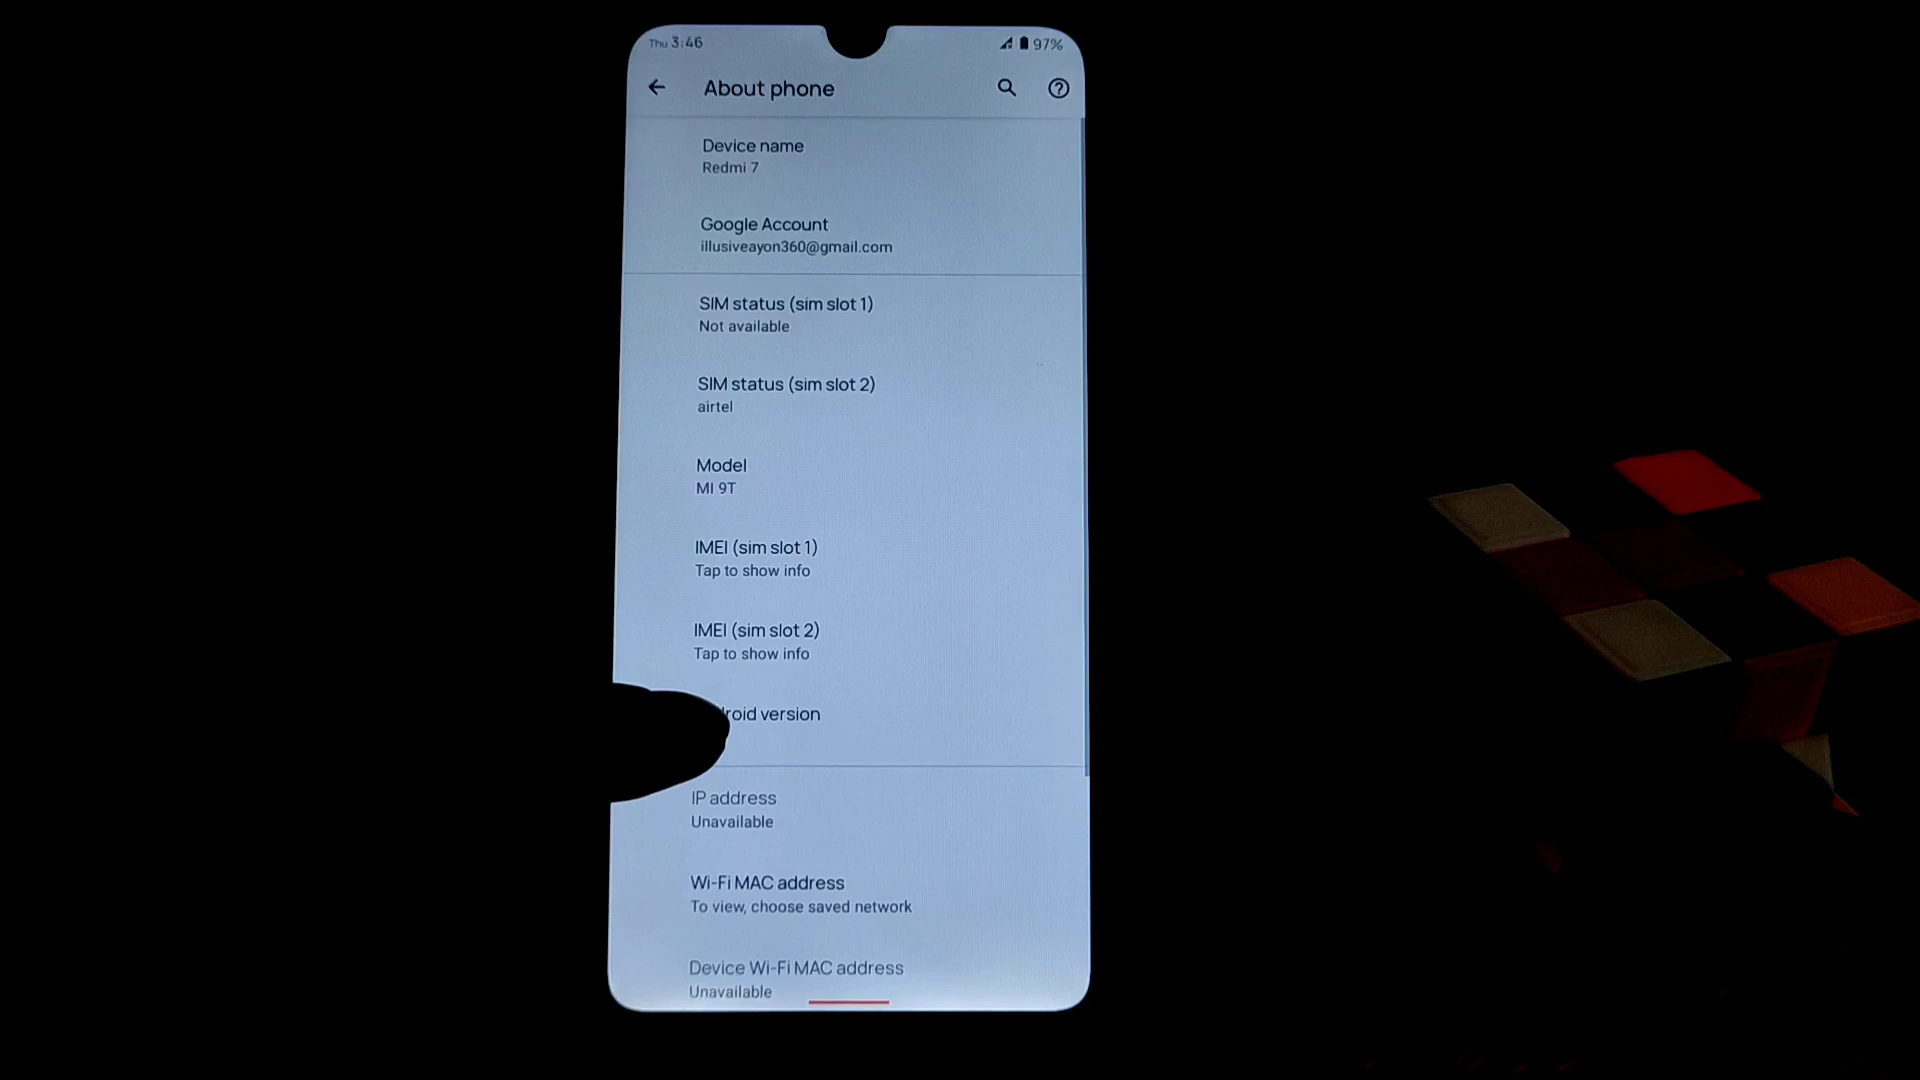 Thu 3:46
97%
About phone
Device name
Redmi 7
Google Account
illusiveayon360@gmail.com
SIM status (sim slot 1)
Not available
SIM status (sim slot 2)
airtel
Model
MI 9T
IMEI (sim slot 1)
Tap to show info
IMEI (sim slot 2)
Tap to show info
roid version
IP address
Unavailable
Wi-Fi MAC address
To view, choose saved network
Device Wi-Fi MAC address
Unavailable